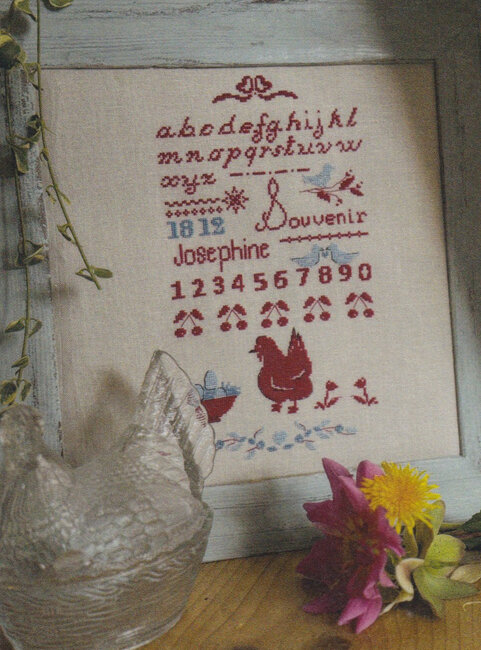 abcdefghijkl
mnopqrstuvw
xyz
Souvenir
1812
Josephine
1234567890